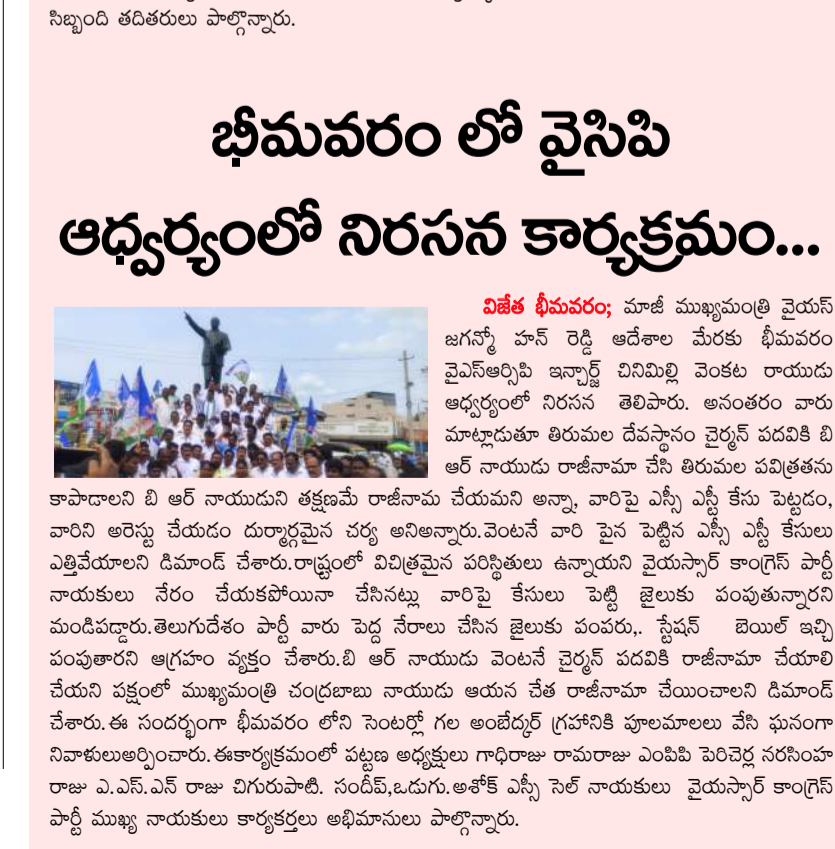 సిబ్బంది తదితరులు పాల్గొన్నారు.
భీమవరం లో వైసిపి
ఆధ్వర్యంలో నిరసన కార్యక్రమం...
విజేత భీమవరం; మాజీ ముఖ్యమంత్రి వైయస్
జగన్మో హన్ రెడ్డి ఆదేశాల మేరకు భీమవరం
వైఎస్ఆర్సిపి ఇన్చార్జ్ చినిమిల్లి వెంకట రాయుడు
ఆధ్వర్యంలో నిరసన తెలిపారు. అనంతరం వారు
మాట్లాడుతూ తిరుమల దేవస్థానం చైర్మన్ పదవికి బి
ఆర్ నాయుడు రాజీనామా చేసి తిరుమల పవిత్రతను
కాపాడాలని బి ఆర్ నాయుడుని తక్షణమే రాజీనామ చేయమని అన్నా, వారిపై ఎస్సీ ఎస్టీ కేసు పెట్టడం,
వారిని అరెస్టు చేయడం దుర్మార్గమైన చర్య అనిఅన్నారు.వెంటనే వారి పైన పెట్టిన ఎస్సీ ఎస్టీ కేసులు
ఎత్తివేయాలని డిమాండ్ చేశారు.రాష్ట్రంలో విచిత్రమైన పరిస్థితులు ఉన్నాయని వైయస్సార్ కాంగ్రెస్ పార్టీ
నాయకులు నేరం చేయకపోయినా చేసినట్లు వారిపై కేసులు పెట్టి జైలుకు పంపుతున్నారని
మండిపడ్డారు.తెలుగుదేశం పార్టీ వారు పెద్ద నేరాలు చేసిన జైలుకు పంపరు,. స్టేషన్ బెయిల్ ఇచ్చి
పంపుతారని ఆగ్రహం వ్యక్తం చేశారు.బి ఆర్ నాయుడు వెంటనే చైర్మన్ పదవికి రాజీనామా చేయాలి
చేయని పక్షంలో ముఖ్యమంత్రి చంద్రబాబు నాయుడు ఆయన చేత రాజీనామా చేయించాలని డిమాండ్
చేశారు.ఈ సందర్భంగా భీమవరం లోని సెంటర్లో గల అంబేద్కర్ గ్రహానికి పూలమాలలు వేసి ఘనంగా
నివాళులుఅర్పించారు.ఈకార్యక్రమంలో పట్టణ అధ్యక్షులు గాధిరాజు రామరాజు ఎంపిపి పెరిచెర్ల నరసింహ
రాజు ఎ.ఎస్.ఎన్ రాజు చిగురుపాటి. సందీప్,ఒడుగు.అశోక్ ఎస్సీ సెల్ నాయకులు వైయస్సార్ కాంగ్రెస్
పార్టీ ముఖ్య నాయకులు కార్యకర్తలు అభిమానులు పాల్గొన్నారు.